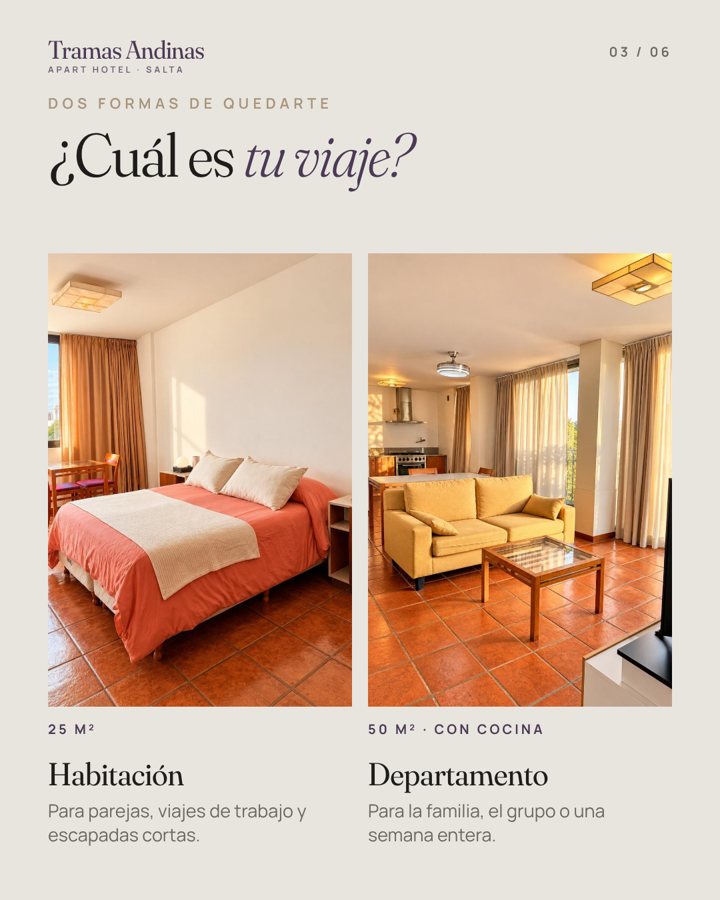 Tramas Andinas
APART HOTEL · SALTA
03 / 06
DOS FORMAS DE QUEDARTE
¿Cuál es tu viaje?
25 M²
Habitación
Para parejas, viajes de trabajo y
escapadas cortas.
50 M² · CON COCINA
Departamento
Para la familia, el grupo o una
semana entera.